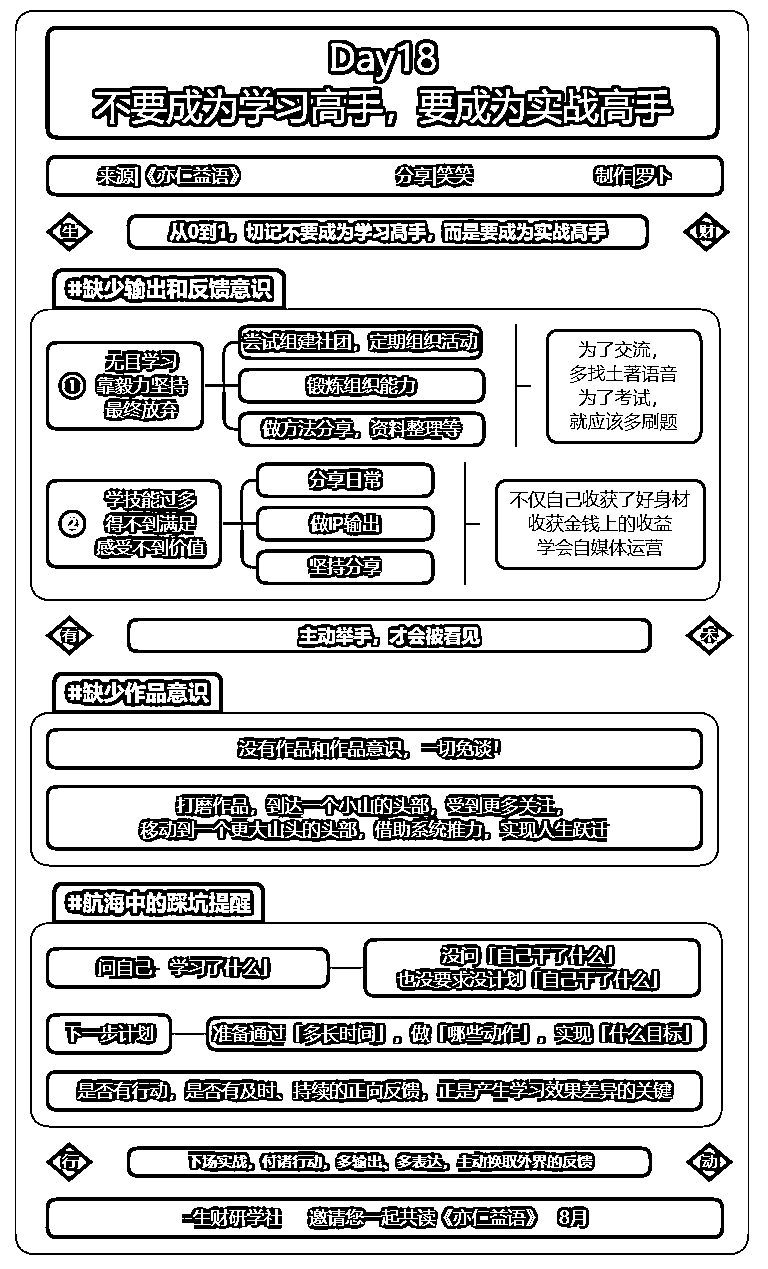 Day18
不要成为学习高手，要成为实战高手
来源|《亦仁益语》 分享|笑笑 制作|罗卜
生 从0到1，切记不要成为学习高手，而是要成为实战高手 财
#缺少输出和反馈意识
① 无目学习
靠毅力坚持
最终放弃
尝试组建社团，定期组织活动
锻炼组织能力
做方法分享，资料整理等
为了交流，
多找土著语音
为了考试，
就应该多刷题
② 学技能过多
得不到满足
感受不到价值
分享日常
做IP输出
坚持分享
不仅自己收获了好身材
收获金钱上的收益
学会自媒体运营
有 主动举手，才会被看见 术
#缺少作品意识
没有作品和作品意识，一切免谈！
打磨作品，到达一个小山的头部，受到更多关注，
移动到一个更大山头的头部，借助系统推力，实现人生跃迁
#航海中的踩坑提醒
问自己「学习了什么」
没问「自己干了什么」
也没要求没计划「自己干了什么」
下一步计划
准备通过「多长时间」，做「哪些动作」，实现「什么目标」
是否有行动，是否有及时、持续的正向反馈，正是产生学习效果差异的关键
行 下场实战，付诸行动，多输出、多表达，主动换取外界的反馈 动
–生财研学社 邀请您一起共读《亦仁益语》 8月